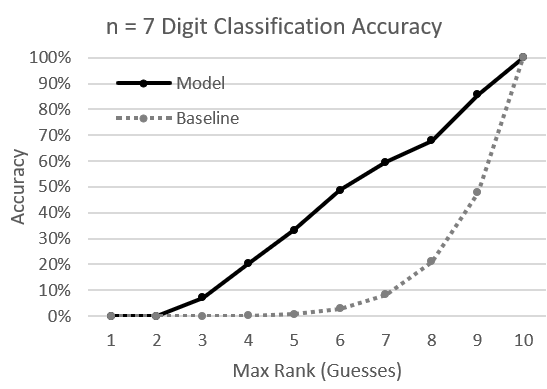 n = 7 Digit Classification Accuracy
100%
90%
80%
70%
60%
50%
40%
30%
20%
10%
0%
Accuracy
Model
Baseline
1 2 3 4 5 6 7 8 9 10
Max Rank (Guesses)